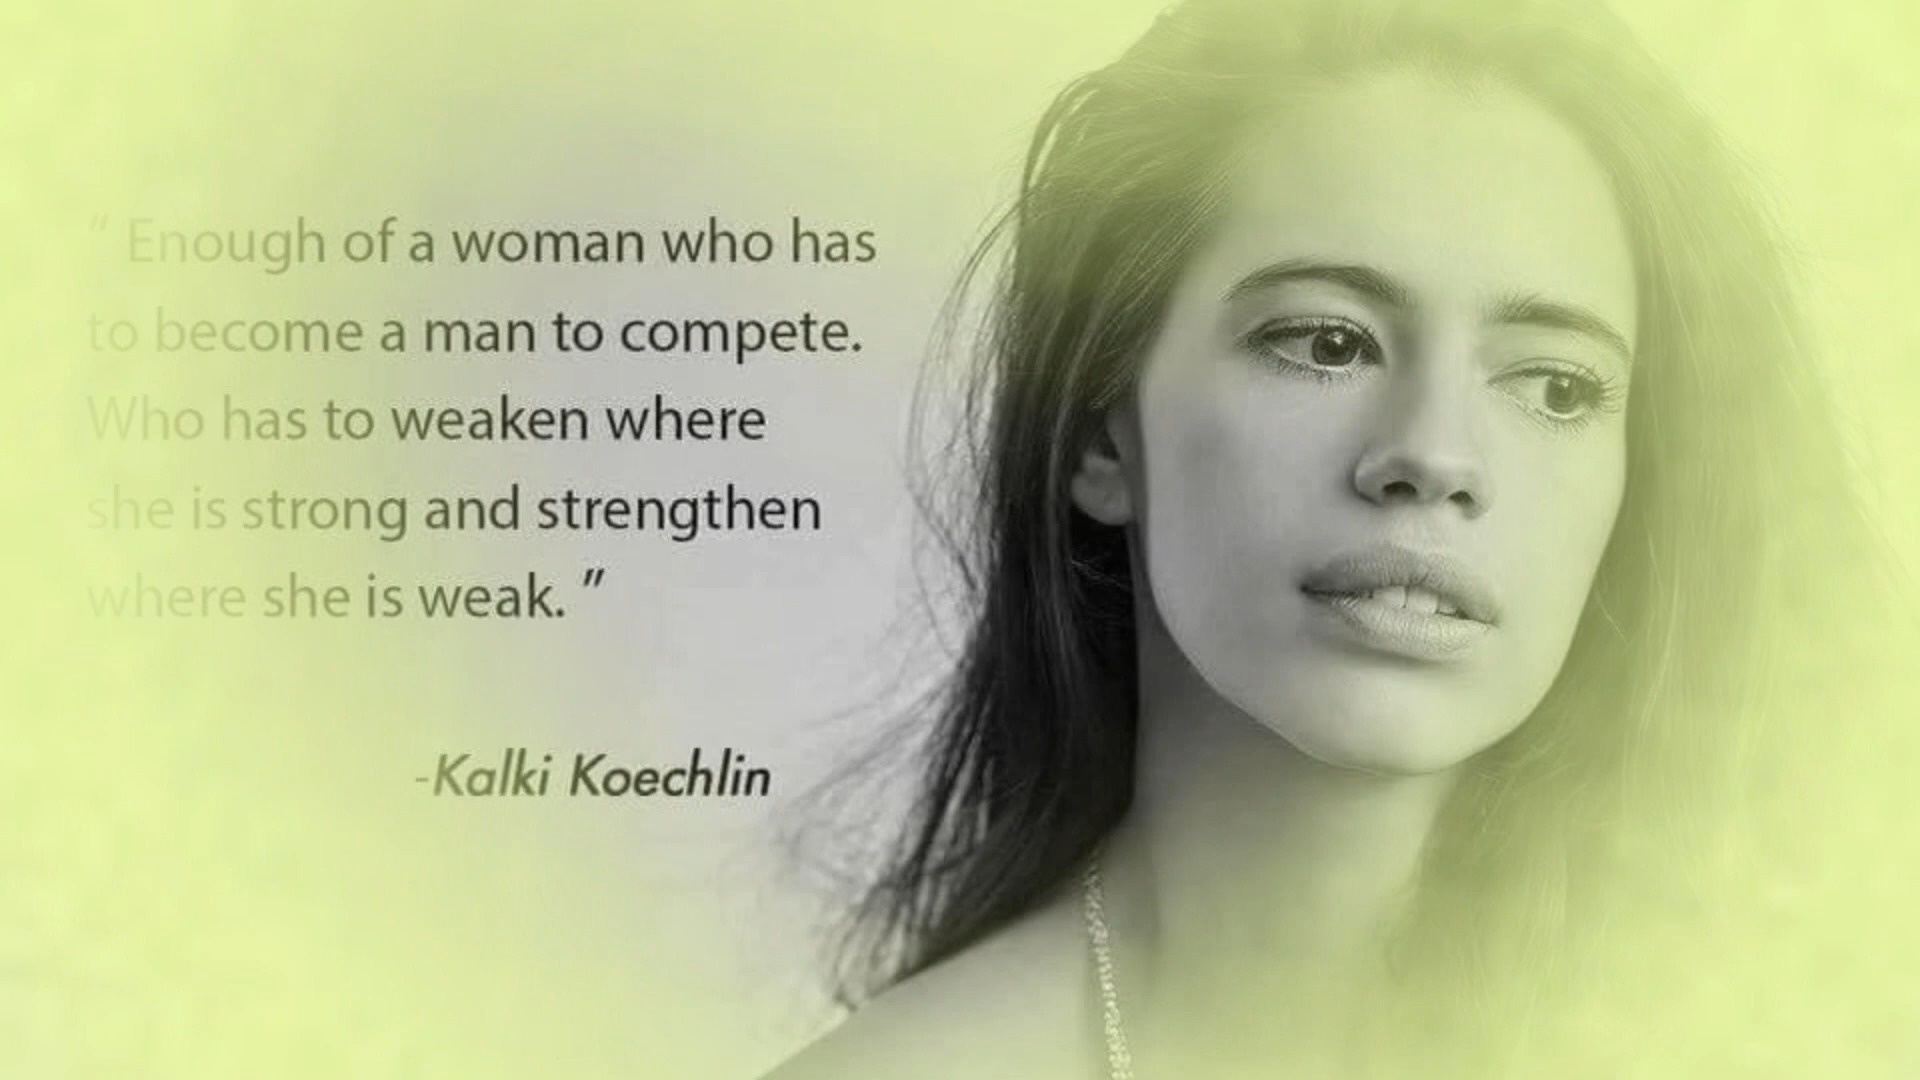 “ Enough of a woman who has
to become a man to compete.
Who has to weaken where
she is strong and strengthen
where she is weak. ”
-Kalki Koechlin